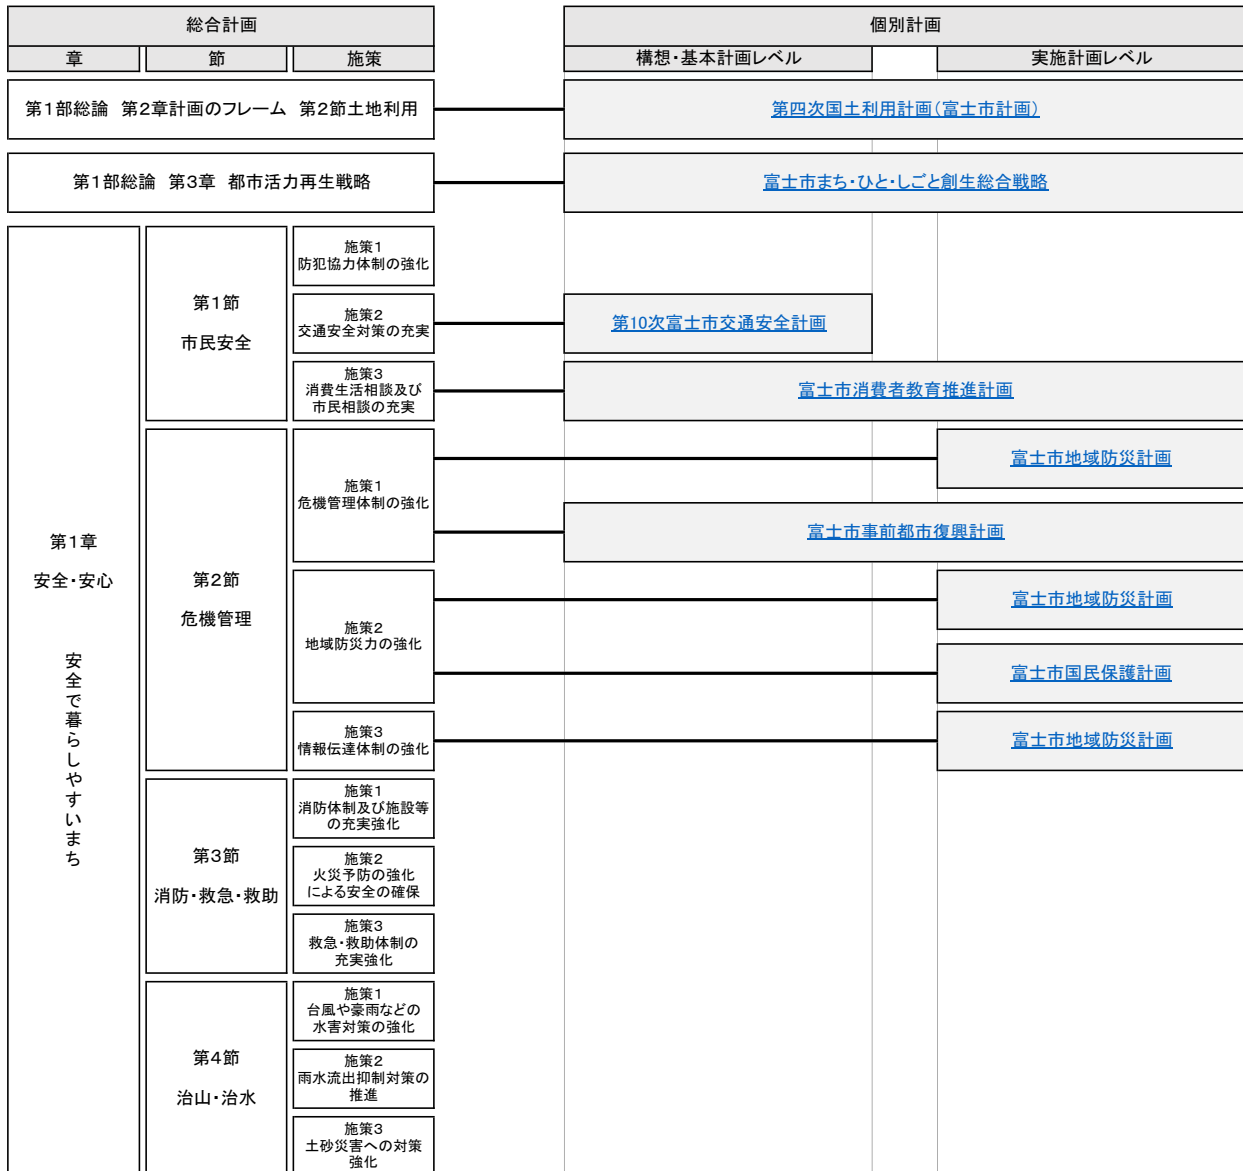 総合計画
個別計画
章
節
施策
構想・基本計画レベル
実施計画レベル
第1部総論　第2章計画のフレーム　第2節土地利用
第四次国土利用計画(富士市計画)
第1部総論　第3章　都市活力再生戦略
富士市まち・ひと・しごと創生総合戦略
第1章
安全・安心
安全で暮らしやすいまち
第1節
市民安全
施策1
防犯協力体制の強化
施策2
交通安全対策の充実
第10次富士市交通安全計画
施策3
消費生活相談及び
市民相談の充実
富士市消費者教育推進計画
第2節
危機管理
施策1
危機管理体制の強化
富士市地域防災計画
富士市事前都市復興計画
施策2
地域防災力の強化
富士市地域防災計画
富士市国民保護計画
施策3
情報伝達体制の強化
富士市地域防災計画
第3節
消防・救急・救助
施策1
消防体制及び施設等
の充実強化
施策2
火災予防の強化
による安全の確保
施策3
救急・救助体制の
充実強化
第4節
治山・治水
施策1
台風や豪雨などの
水害対策の強化
施策2
雨水流出抑制対策の
推進
施策3
土砂災害への対策
強化